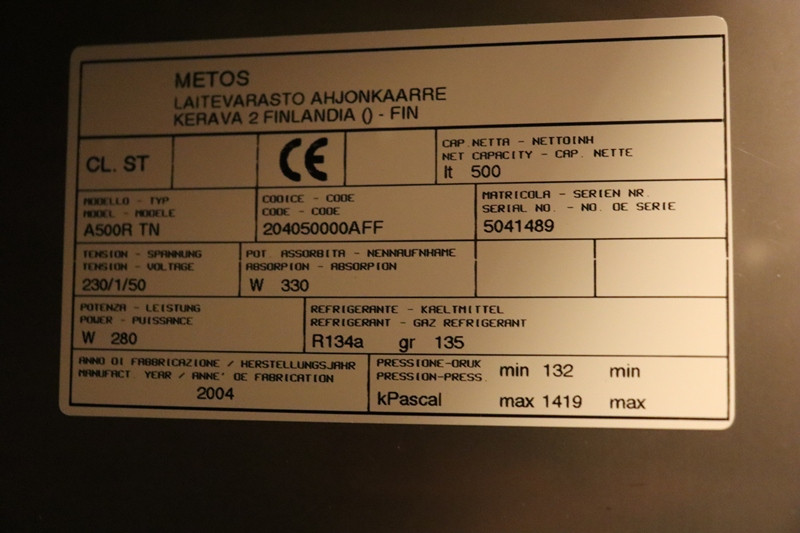 METOS
LAITEVARASTO AHJONKAARRE
KERAVA 2 FINLANDIA () - FIN
CL. ST
CE
CAP.NETTA - NETTOINH
NET CAPACITY - CAP. NETTE
lt 500
MODELLO - TYP
MODEL - MODELE
A500R TN
CODICE - CODE
CODE - CODE
204050000AFF
MATRICOLA - SERIEN NR.
SERIAL NO. - NO. DE SERIE
5041489
TENSION - SPANNUNG
TENSION - VOLTAGE
230/1/50
POT. ASSORBITA - NENNAUFNHAME
ABSORPION - ABSORPION
W 330
POTENZA - LEISTUNG
POWER - PUISSANCE
W 280
REFRIGERANTE - KAELTMITTEL
REFRIGERANT - GAZ REFRIGERANT
R134a gr 135
ANNO DI FABBRICAZIONE / HERSTELLUNGSJAHR
MANUFACT. YEAR / ANNE' DE FABRICATION
2004
PRESSIONE-DRUK
PRESSION-PRESS.
kPascal
min 132 min
max 1419 max